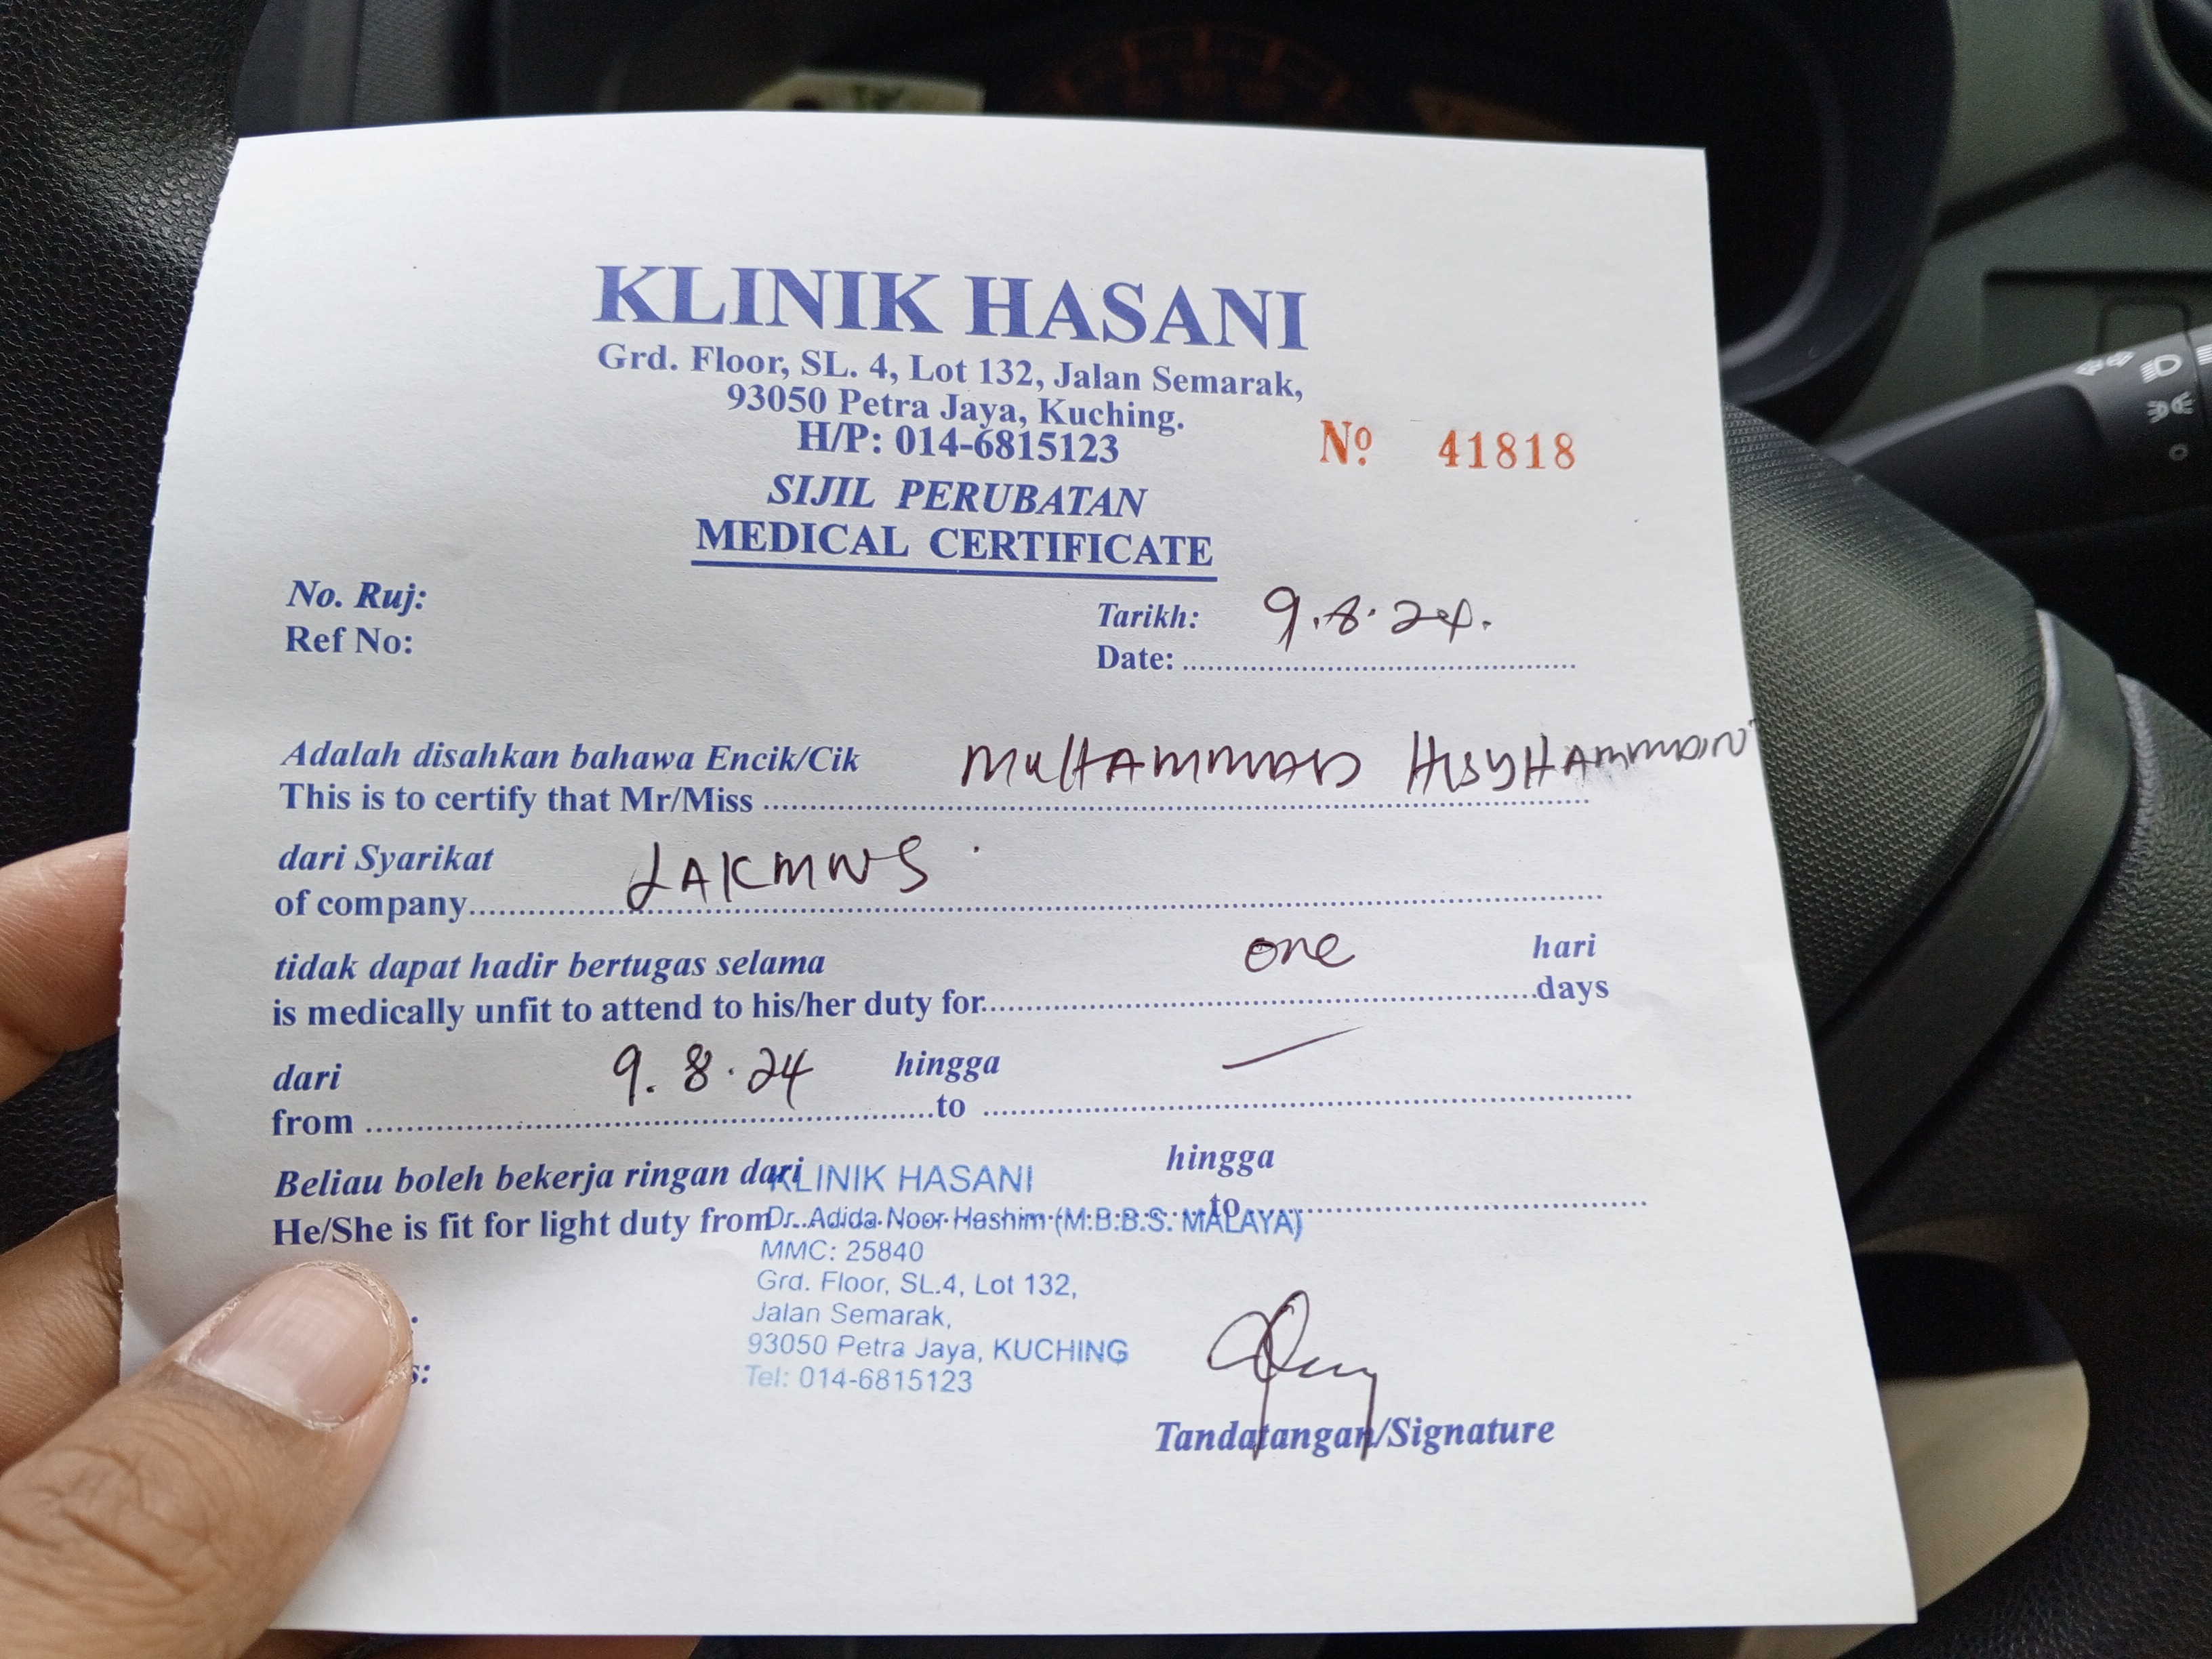 KLINIK HASANI
Grd. Floor, SL. 4, Lot 132, Jalan Semarak,
93050 Petra Jaya, Kuching.
H/P: 014-6815123
Nº 41818
SIJIL PERUBATAN
MEDICAL CERTIFICATE
No. Ruj:
Ref No:
Tarikh: 9.8.24.
Date:
Adalah disahkan bahawa Encik/Cik MUHAMMAD
This is to certify that Mr/Miss
dari Syarikat LAKMNS
of company
tidak dapat hadir bertugas selama one hari
is medically unfit to attend to his/her duty for days
dari 9.8.24 hingga —
from to
Beliau boleh bekerja ringan dari hingga
He/She is fit for light duty from to
KLINIK HASANI
Dr. Adida Noor Hashim (M.B.B.S. MALAYA)
MMC: 25840
Grd. Floor, SL.4, Lot 132,
Jalan Semarak,
93050 Petra Jaya, KUCHING
Tel: 014-6815123
Tandatangan/Signature